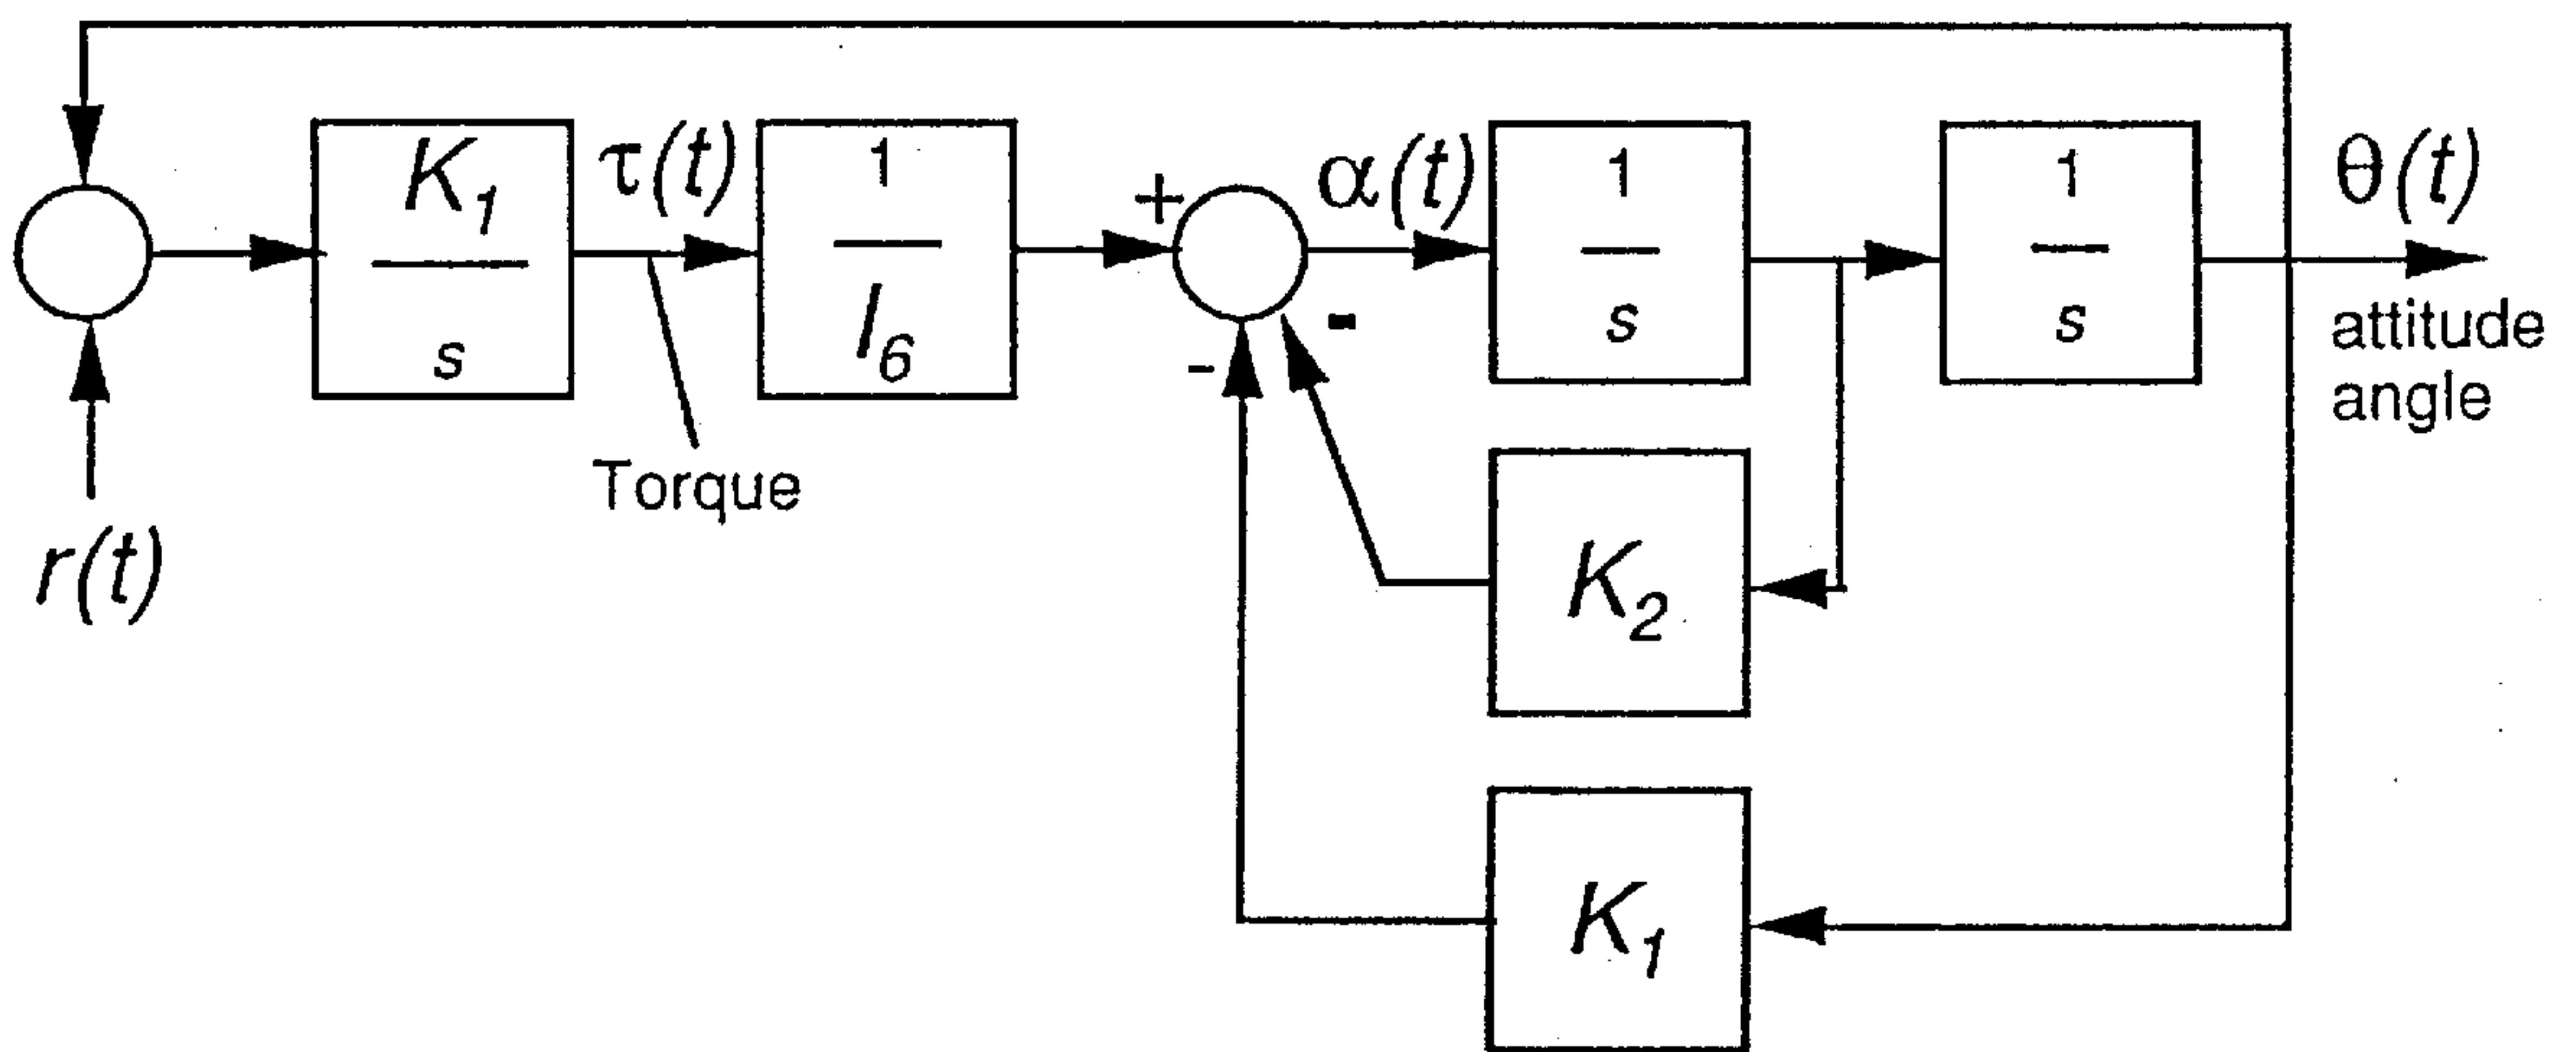 K1
s
τ(t)
1
I6
+
α(t)
1
s
1
s
θ(t)
attitude
angle
-
-
Torque
r(t)
K2
K1